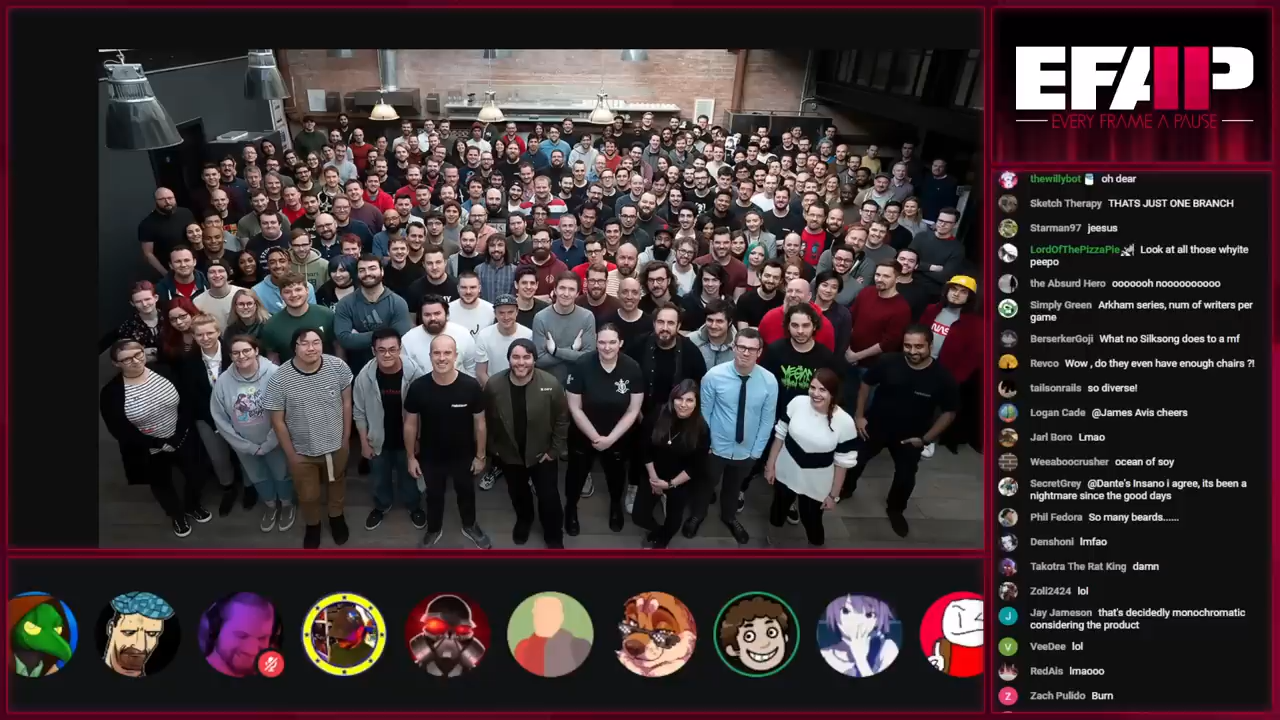 EFAP
EVERY FRAME A PAUSE
thewillybot oh dear
Sketch Therapy THATS JUST ONE BRANCH
Starman97 jeesus
LordOfThePizzaPie Look at all those whyite
peepo
the Absurd Hero ooooooh nooooooooooo
Simply Green Arkham series, num of writers per
game
BerserkerGoji What no Silksong does to a mf
Revco Wow , do they even have enough chairs ?!
tailsonrails so diverse!
Logan Cade @James Avis cheers
Jarl Boro Lmao
Weeaboocrusher ocean of soy
SecretGrey @Dante's Insano i agree, its been a
nightmare since the good days
Phil Fedora So many beards......
Denshoni lmfao
Takotra The Rat King damn
Zoli2424 lol
Jay Jameson that's decidedly monochromatic
considering the product
VeeDee lol
RedAis lmaooo
Zach Pulido Burn